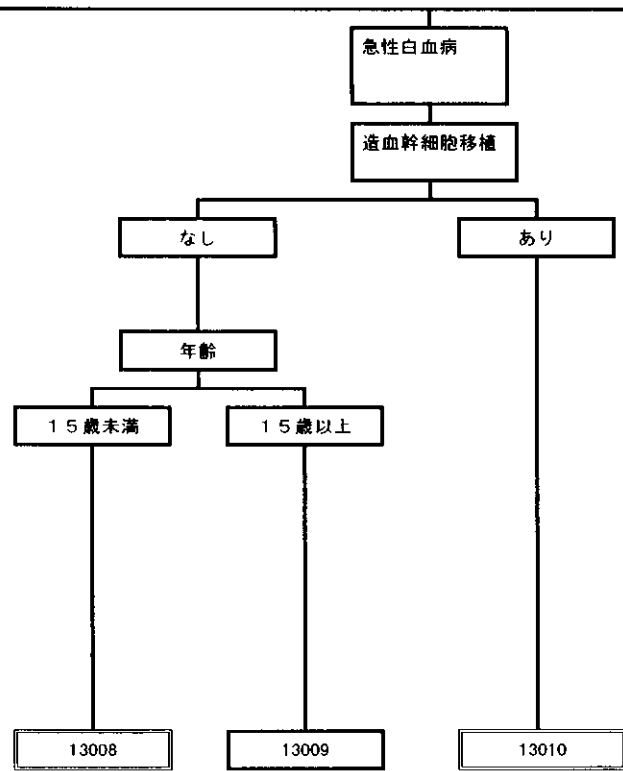 急性白血病
造血幹細胞移植
なし
あり
年齢
１５歳未満
１５歳以上
13008
13009
13010